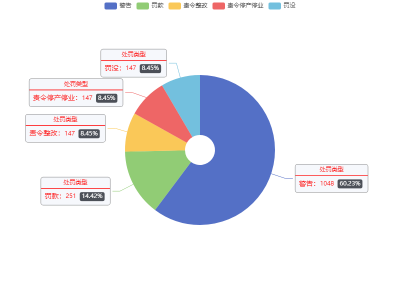 警告 罚款 责令整改 责令停产停业 罚没
处罚类型
罚没：147 8.45%
处罚类型
责令停产停业：147 8.45%
处罚类型
责令整改：147 8.45%
处罚类型
罚款：251 14.42%
处罚类型
警告：1048 60.23%